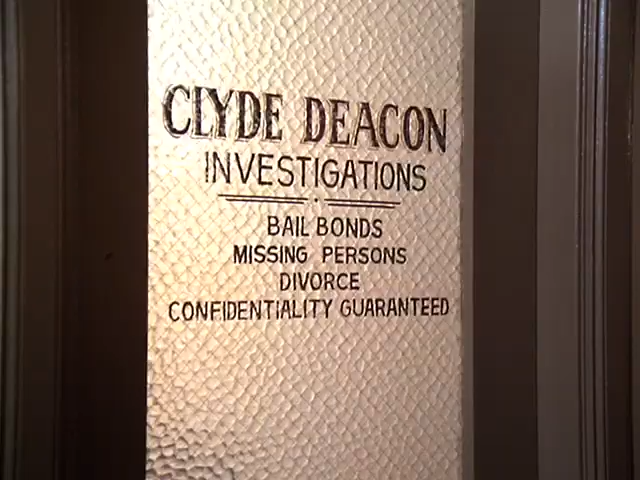 CLYDE DEACON
INVESTIGATIONS
BAIL BONDS
MISSING PERSONS
DIVORCE
CONFIDENTIALITY GUARANTEED